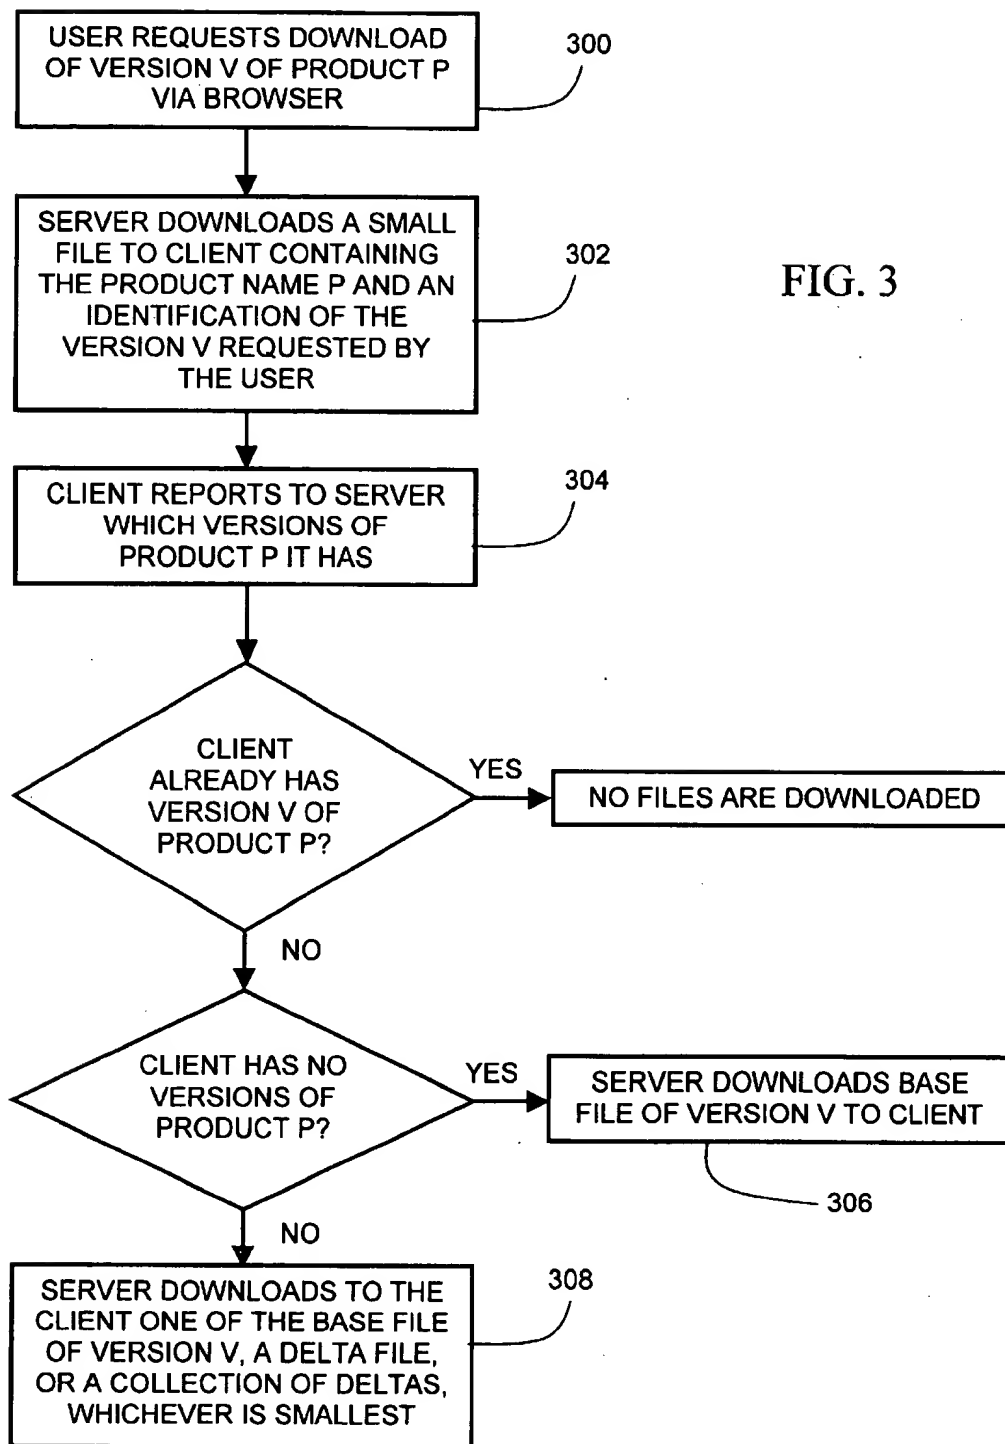 USER REQUESTS DOWNLOAD
OF VERSION V OF PRODUCT P
VIA BROWSER
300
SERVER DOWNLOADS A SMALL
FILE TO CLIENT CONTAINING
THE PRODUCT NAME P AND AN
IDENTIFICATION OF THE
VERSION V REQUESTED BY
THE USER
302
FIG. 3
CLIENT REPORTS TO SERVER
WHICH VERSIONS OF
PRODUCT P IT HAS
304
CLIENT
ALREADY HAS
VERSION V OF
PRODUCT P?
YES
NO FILES ARE DOWNLOADED
NO
CLIENT HAS NO
VERSIONS OF
PRODUCT P?
YES
SERVER DOWNLOADS BASE
FILE OF VERSION V TO CLIENT
306
NO
SERVER DOWNLOADS TO THE
CLIENT ONE OF THE BASE FILE
OF VERSION V, A DELTA FILE,
OR A COLLECTION OF DELTAS,
WHICHEVER IS SMALLEST
308